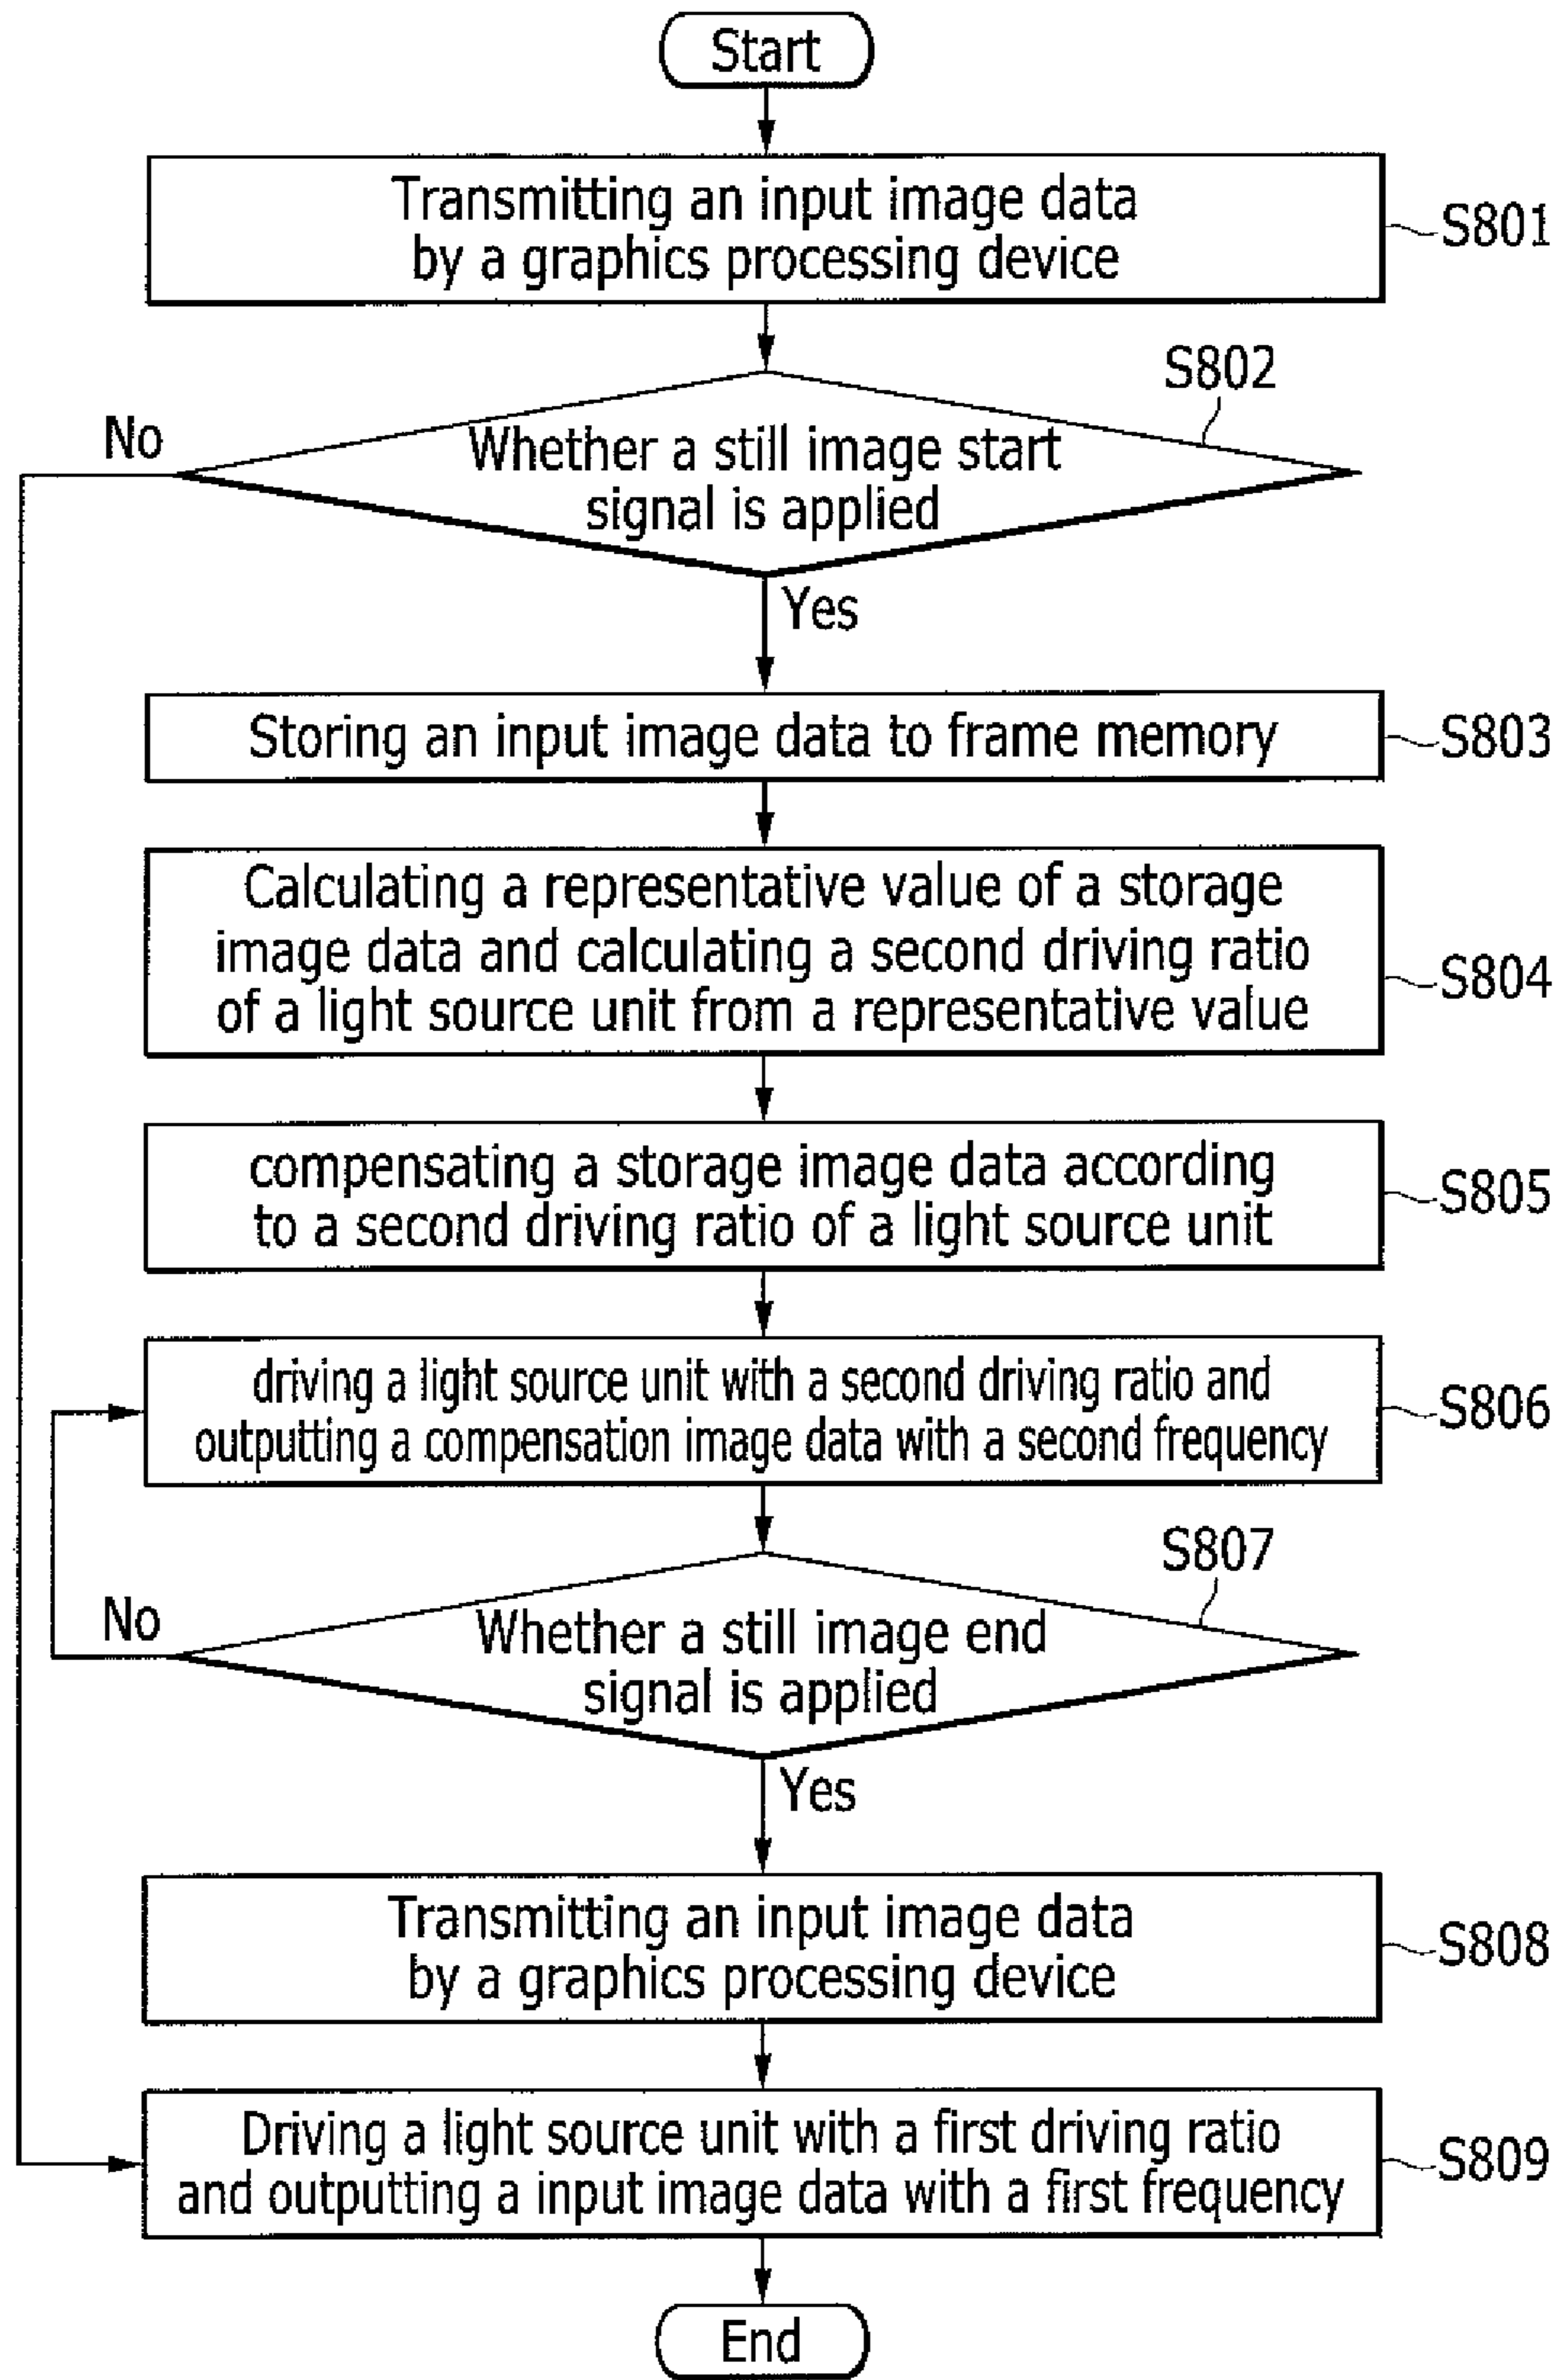 Start
Transmitting an input image data
by a graphics processing device
S801
S802
No
Whether a still image start
signal is applied
Yes
Storing an input image data to frame memory
S803
Calculating a representative value of a storage
image data and calculating a second driving ratio
of a light source unit from a representative value
S804
compensating a storage image data according
to a second driving ratio of a light source unit
S805
driving a light source unit with a second driving ratio and
outputting a compensation image data with a second frequency
S806
S807
No
Whether a still image end
signal is applied
Yes
Transmitting an input image data
by a graphics processing device
S808
Driving a light source unit with a first driving ratio
and outputting a input image data with a first frequency
S809
End